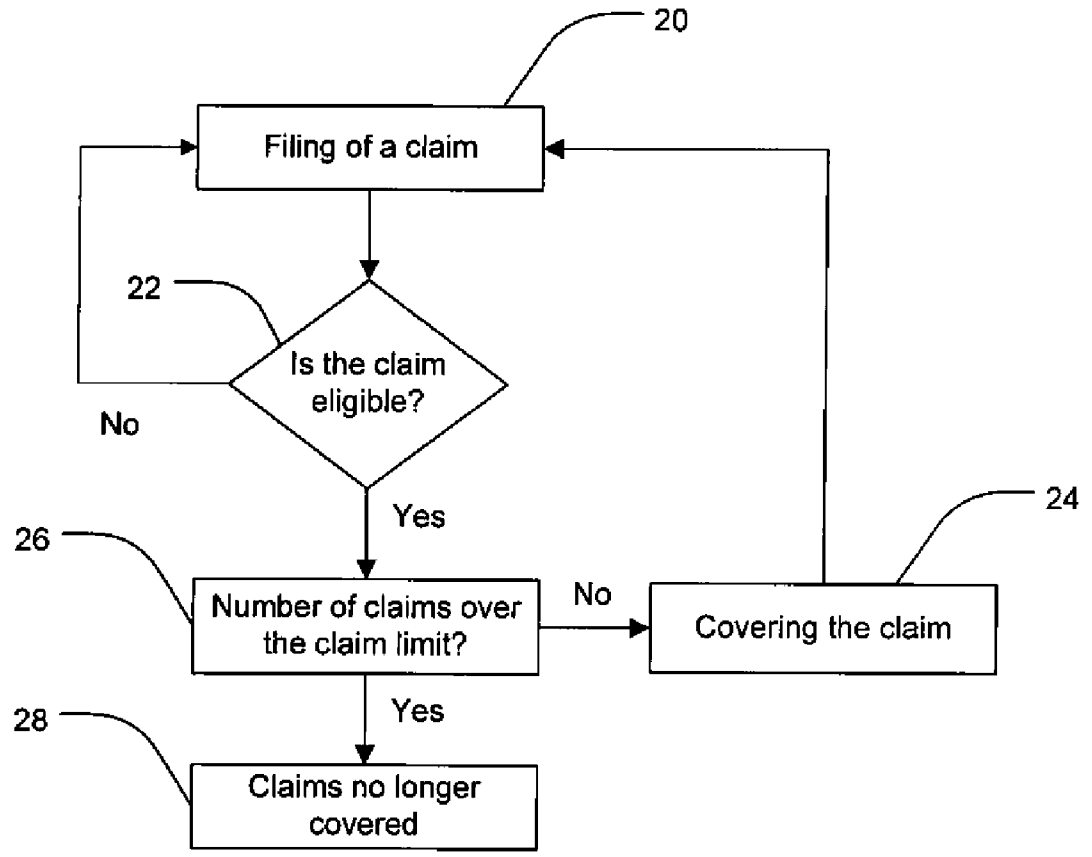 20
Filing of a claim
22
Is the claim
eligible?
No
Yes
24
26
Number of claims over
the claim limit?
No
Covering the claim
Yes
28
Claims no longer
covered